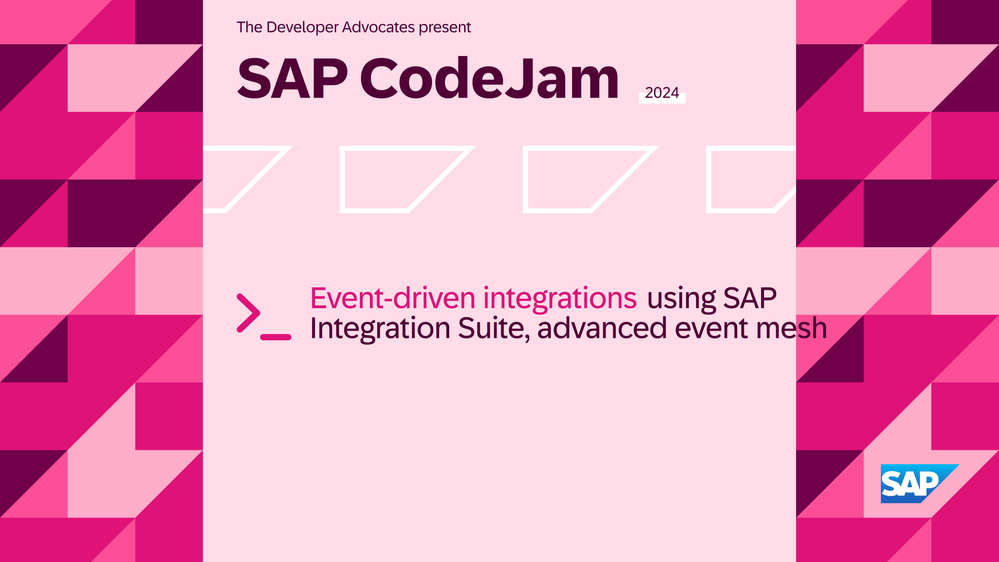 The Developer Advocates present
SAP CodeJam 2024
Event-driven integrations using SAP
Integration Suite, advanced event mesh
SAP